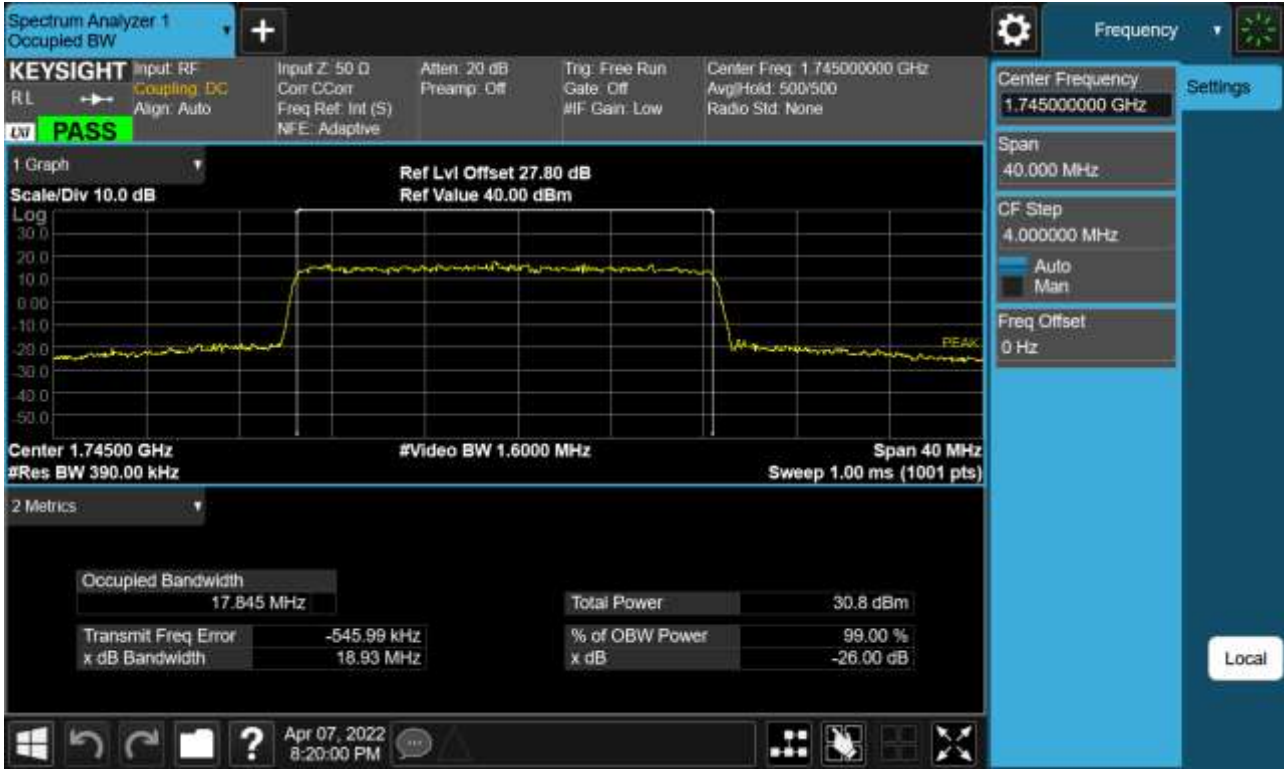 Spectrum Analyzer 1
Occupied BW
+
Frequency
KEYSIGHT
RL
LXI
PASS
Input: RF
Coupling: DC
Align: Auto
Input Z: 50 Ω
Corr CCorr
Freq Ref: Int (S)
NFE: Adaptive
Atten: 20 dB
Preamp: Off
Trig: Free Run
Gate: Off
#IF Gain: Low
Center Freq: 1.745000000 GHz
Avg|Hold: 500/500
Radio Std: None
1 Graph
Scale/Div 10.0 dB
Ref Lvl Offset 27.80 dB
Ref Value 40.00 dBm
Log
30.0
20.0
10.0
0.00
-10.0
-20.0
-30.0
-40.0
-50.0
PEAK
Center 1.74500 GHz
#Video BW 1.6000 MHz
Span 40 MHz
#Res BW 390.00 kHz
Sweep 1.00 ms (1001 pts)
2 Metrics
Occupied Bandwidth
17.845 MHz
Total Power 30.8 dBm
Transmit Freq Error -545.99 kHz
% of OBW Power 99.00 %
x dB Bandwidth 18.93 MHz
x dB -26.00 dB
Center Frequency
1.745000000 GHz
Settings
Span
40.000 MHz
CF Step
4.000000 MHz
Auto
Man
Freq Offset
0 Hz
Local
?
Apr 07, 2022
8:20:00 PM